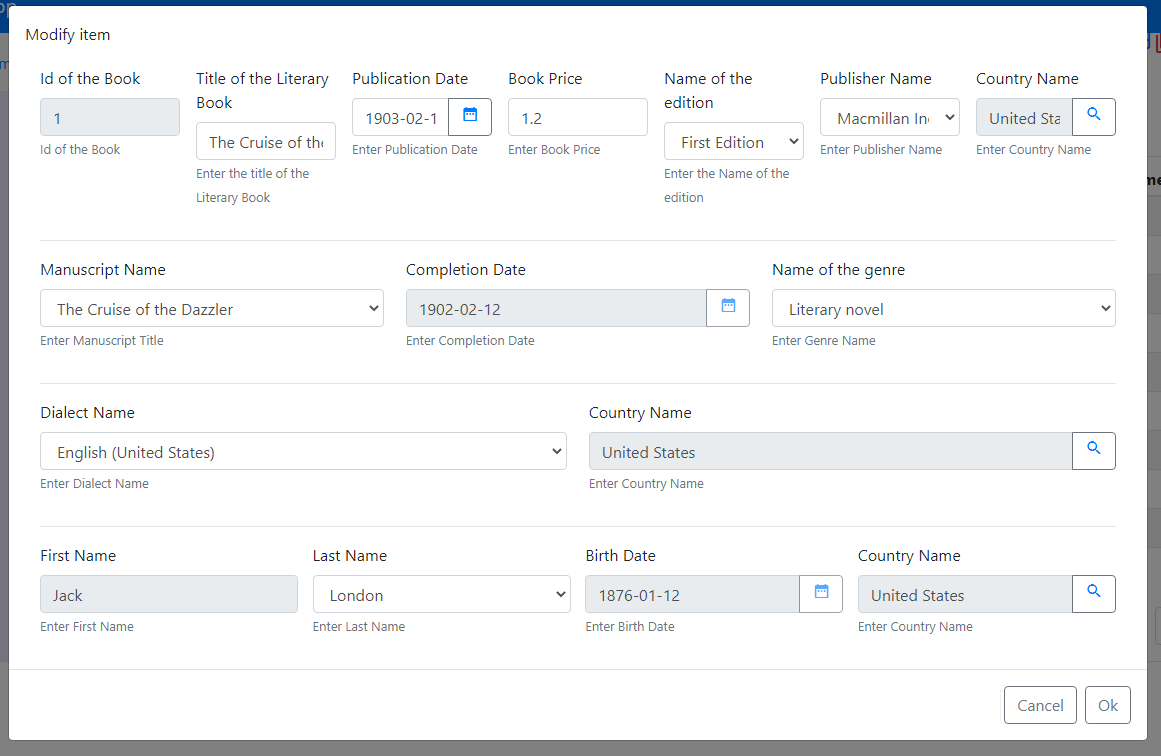 Modify item
Id of the Book
Title of the Literary
Book
Publication Date
Book Price
Name of the
edition
Publisher Name
Country Name
1
The Cruise of the
1903-02-1
1.2
First Edition
Macmillan In
United Sta
Id of the Book
Enter the title of the
Literary Book
Enter Publication Date
Enter Book Price
Enter the Name of the
edition
Enter Publisher Name
Enter Country Name
Manuscript Name
Completion Date
Name of the genre
The Cruise of the Dazzler
1902-02-12
Literary novel
Enter Manuscript Title
Enter Completion Date
Enter Genre Name
Dialect Name
Country Name
English (United States)
United States
Enter Dialect Name
Enter Country Name
First Name
Last Name
Birth Date
Country Name
Jack
London
1876-01-12
United States
Enter First Name
Enter Last Name
Enter Birth Date
Enter Country Name
Cancel
Ok